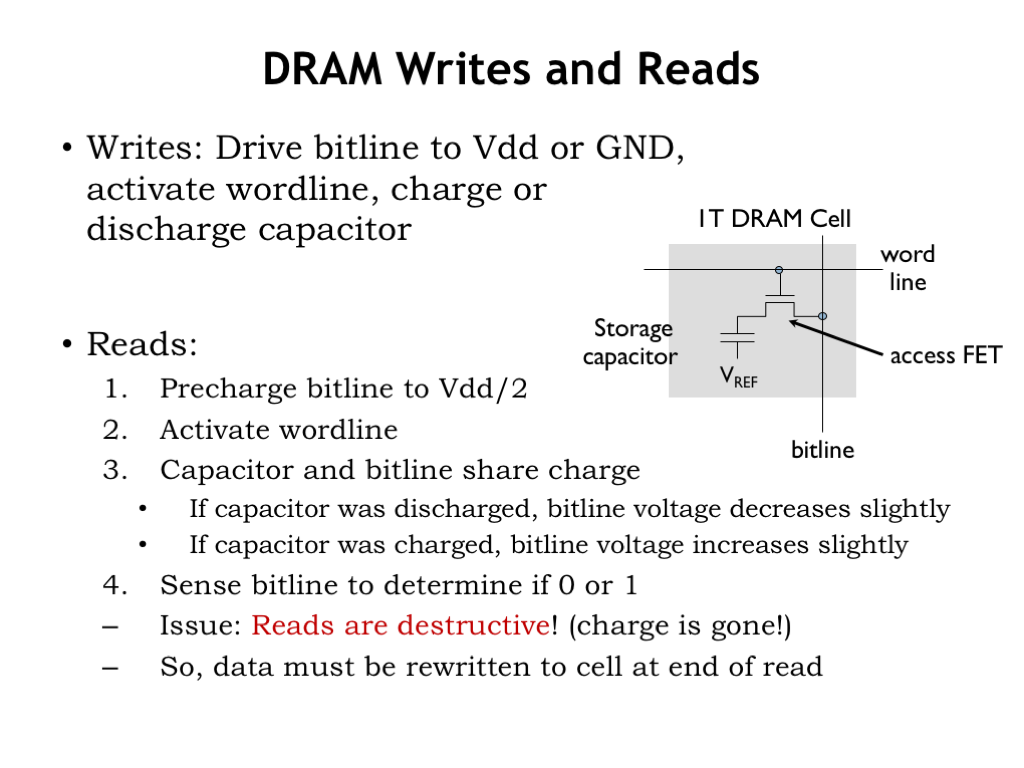 DRAM Writes and Reads
• Writes: Drive bitline to Vdd or GND,
activate wordline, charge or
discharge capacitor
1T DRAM Cell
word
line
Storage
capacitor
VREF
access FET
bitline
• Reads:
1. Precharge bitline to Vdd/2
2. Activate wordline
3. Capacitor and bitline share charge
• If capacitor was discharged, bitline voltage decreases slightly
• If capacitor was charged, bitline voltage increases slightly
4. Sense bitline to determine if 0 or 1
– Issue: Reads are destructive! (charge is gone!)
– So, data must be rewritten to cell at end of read